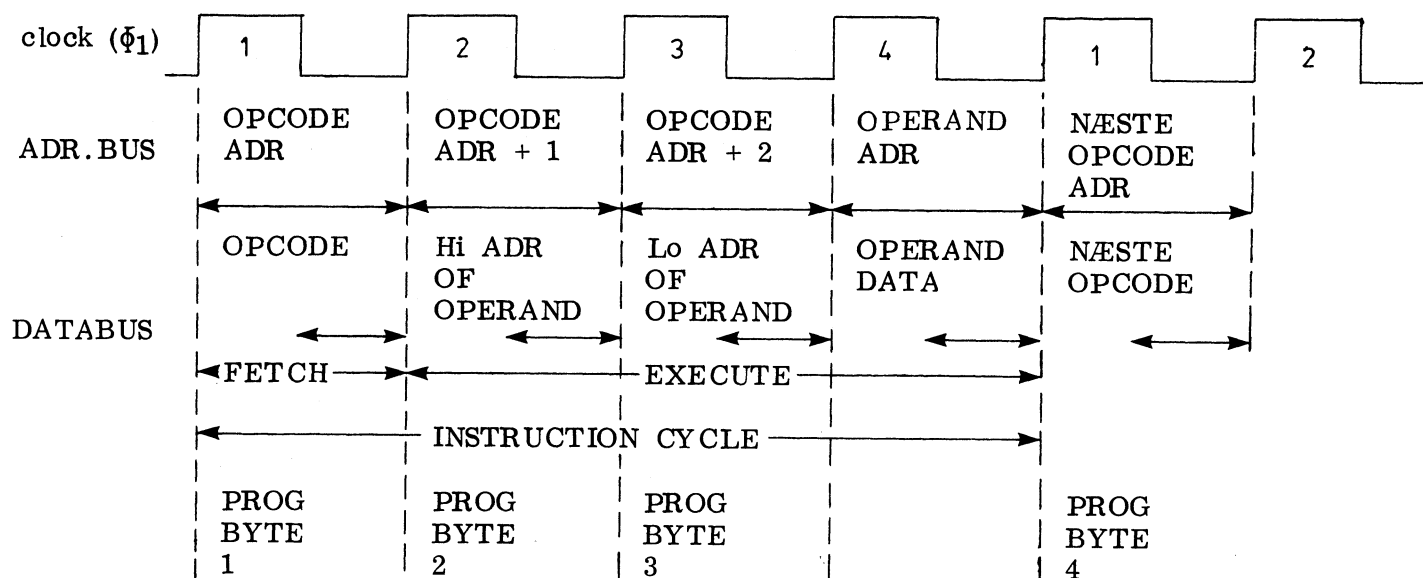 clock (ϕ1) 1 2 3 4 1 2
ADR.BUS
OPCODE
ADR
OPCODE
ADR + 1
OPCODE
ADR + 2
OPERAND
ADR
NÆSTE
OPCODE
ADR
DATABUS
OPCODE
Hi ADR
OF
OPERAND
Lo ADR
OF
OPERAND
OPERAND
DATA
NÆSTE
OPCODE
FETCH EXECUTE
INSTRUCTION CYCLE
PROG
BYTE
1
PROG
BYTE
2
PROG
BYTE
3
PROG
BYTE
4